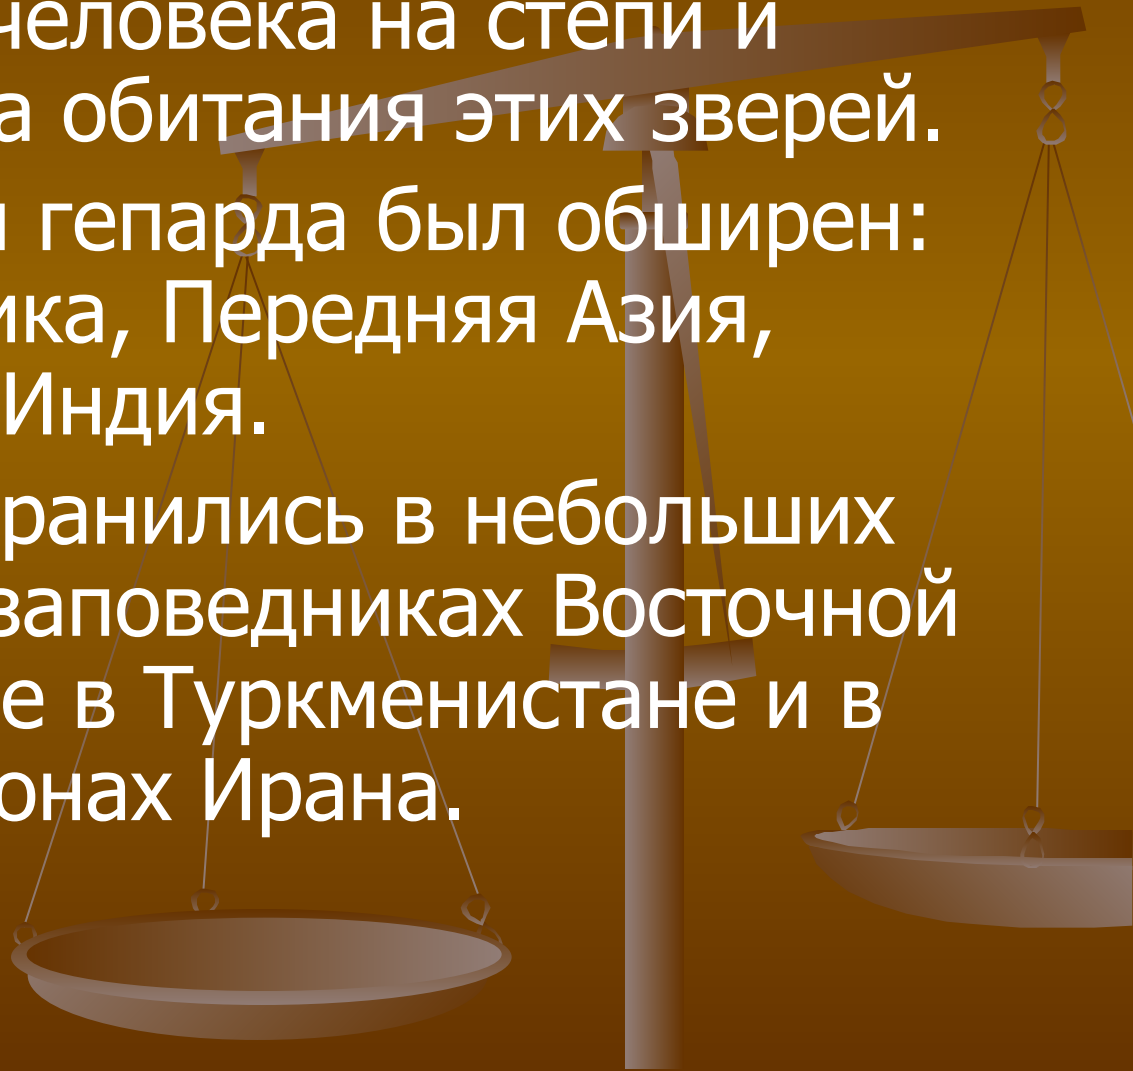 человека на степи и
а обитания этих зверей.
гепарда был обширен:
ика, Передняя Азия,
Индия.
ранились в небольших
заповедниках Восточной
е в Туркменистане и в
онах Ирана.